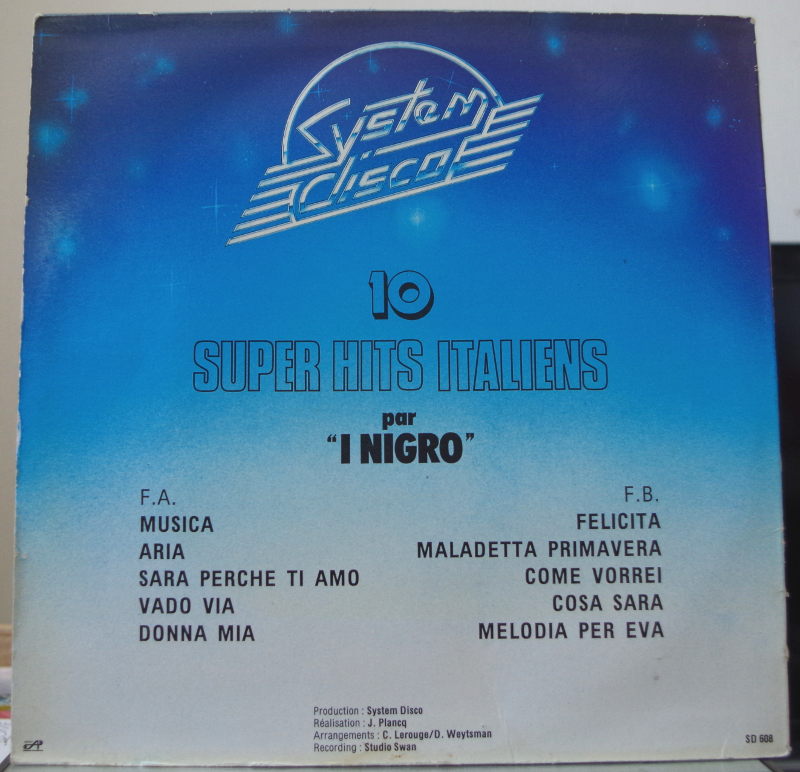 System
disco
10
SUPER HITS ITALIENS
par
"I NIGRO"
F.A.
MUSICA
ARIA
SARA PERCHE TI AMO
VADO VIA
DONNA MIA
F.B.
FELICITA
MALADETTA PRIMAVERA
COME VORREI
COSA SARA
MELODIA PER EVA
Production : System Disco
Réalisation : J. Plancq
Arrangements : C. Lerouge/D. Weytsman
Recording : Studio Swan
SD 608